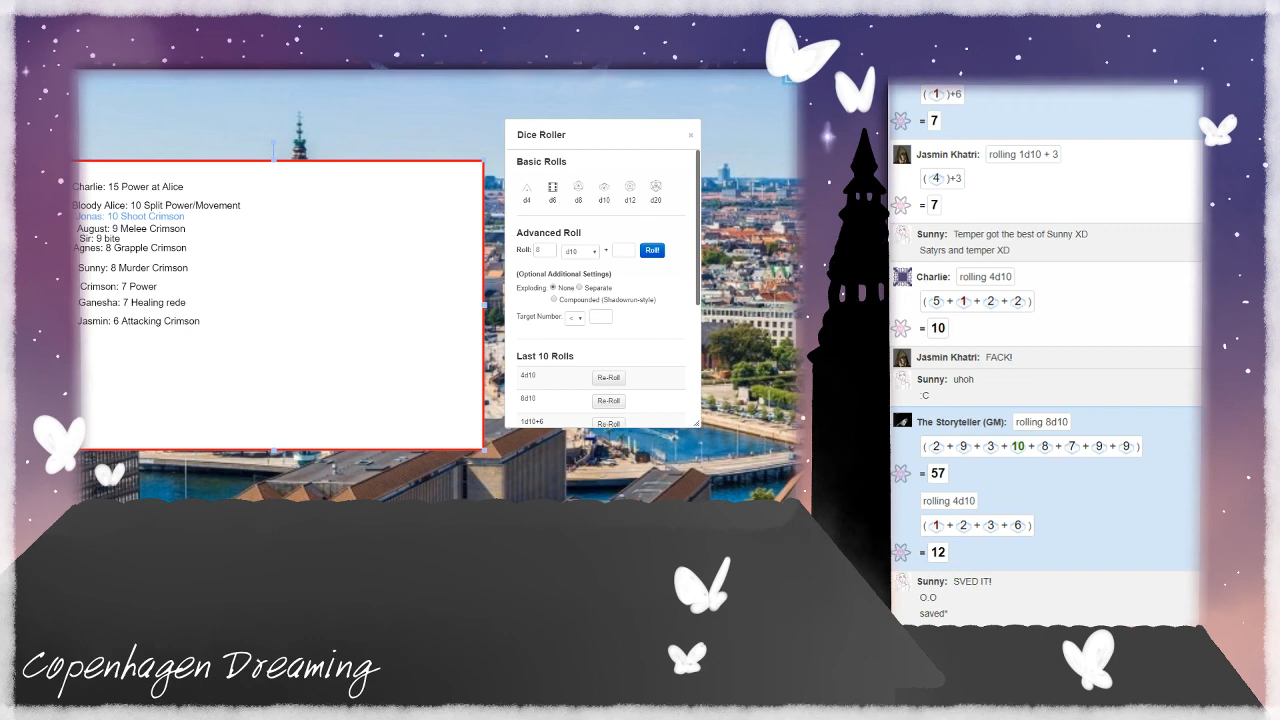 Charlie: 15 Power at Alice
Bloody Alice: 10 Split Power/Movement
Jonas: 10 Shoot Crimson
August: 9 Melee Crimson
Sir: 9 bite
Agnes: 8 Grapple Crimson
Sunny: 8 Murder Crimson
Crimson: 7 Power
Ganesha: 7 Healing rede
Jasmin: 6 Attacking Crimson
Dice Roller ×
Basic Rolls
d4 d6 d8 d10 d12 d20
Advanced Roll
Roll: 8 d10 + Roll!
(Optional Additional Settings)
Exploding None Separate
Compounded (Shadowrun-style)
Target Number: <
Last 10 Rolls
4d10 Re-Roll
8d10 Re-Roll
1d10+6 Re-Roll
(1)+6
= 7
Jasmin Khatri: rolling 1d10 + 3
(4)+3
= 7
Sunny: Temper got the best of Sunny XD
Satyrs and temper XD
Charlie: rolling 4d10
(5 + 1 + 2 + 2)
= 10
Jasmin Khatri: FACK!
Sunny: uhoh
:C
The Storyteller (GM): rolling 8d10
(2 + 9 + 3 + 10 + 8 + 7 + 9 + 9)
= 57
rolling 4d10
(1 + 2 + 3 + 6)
= 12
Sunny: SVED IT!
O.O
saved*
Copenhagen Dreaming